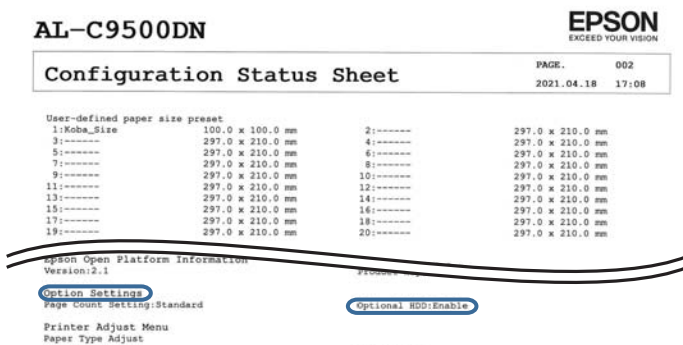 AL-C9500DN
EPSON
EXCEED YOUR VISION
Configuration Status Sheet
PAGE. 002
2021.04.18 17:08
User-defined paper size preset
1:Koba_Size 100.0 x 100.0 mm 2:------ 297.0 x 210.0 mm
3:------ 297.0 x 210.0 mm 4:------ 297.0 x 210.0 mm
5:------ 297.0 x 210.0 mm 6:------ 297.0 x 210.0 mm
7:------ 297.0 x 210.0 mm 8:------ 297.0 x 210.0 mm
9:------ 297.0 x 210.0 mm 10:------ 297.0 x 210.0 mm
11:------ 297.0 x 210.0 mm 12:------ 297.0 x 210.0 mm
13:------ 297.0 x 210.0 mm 14:------ 297.0 x 210.0 mm
15:------ 297.0 x 210.0 mm 16:------ 297.0 x 210.0 mm
17:------ 297.0 x 210.0 mm 18:------ 297.0 x 210.0 mm
19:------ 297.0 x 210.0 mm 20:------ 297.0 x 210.0 mm
Epson Open Platform Information
Version:2.1
Option Settings
Page Count Setting:Standard Optional HDD:Enable
Printer Adjust Menu
Paper Type Adjust